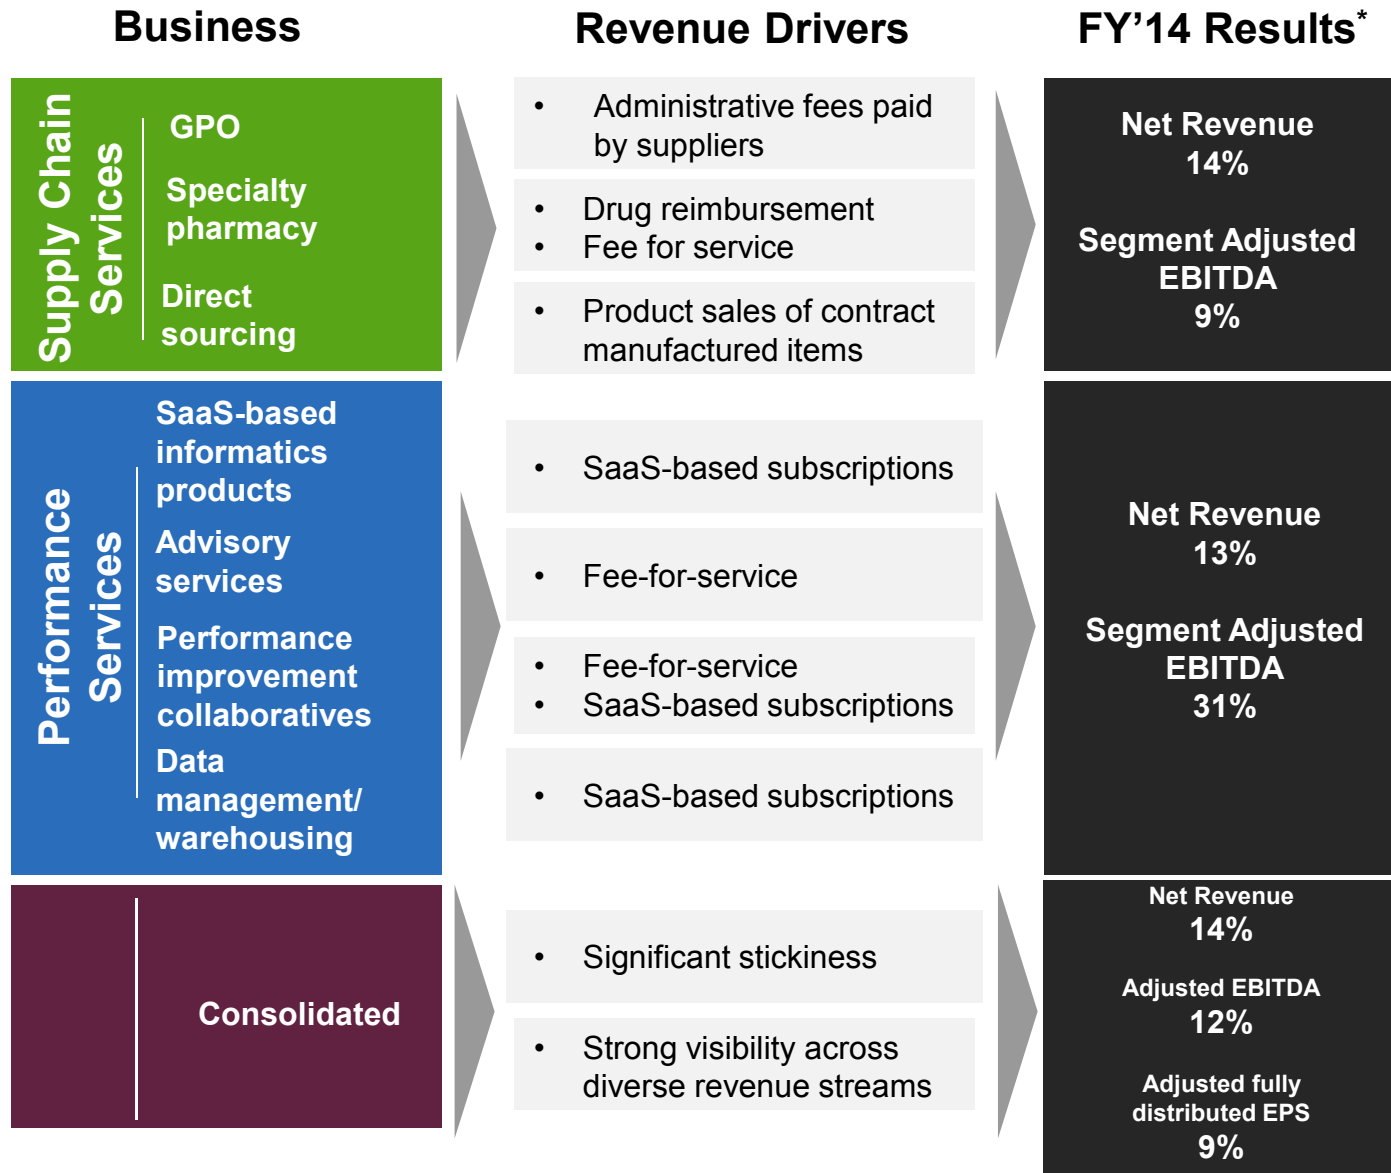 Business
Revenue Drivers
FY’14 Results*
Supply Chain
Services
GPO
Specialty
pharmacy
Direct
sourcing
• Administrative fees paid
by suppliers
• Drug reimbursement
• Fee for service
• Product sales of contract
manufactured items
Net Revenue
14%
Segment Adjusted
EBITDA
9%
Performance
Services
SaaS-based
informatics
products
Advisory
services
Performance
improvement
collaboratives
Data
management/
warehousing
• SaaS-based subscriptions
• Fee-for-service
• Fee-for-service
• SaaS-based subscriptions
• SaaS-based subscriptions
Net Revenue
13%
Segment Adjusted
EBITDA
31%
Consolidated
• Significant stickiness
• Strong visibility across
diverse revenue streams
Net Revenue
14%
Adjusted EBITDA
12%
Adjusted fully
distributed EPS
9%